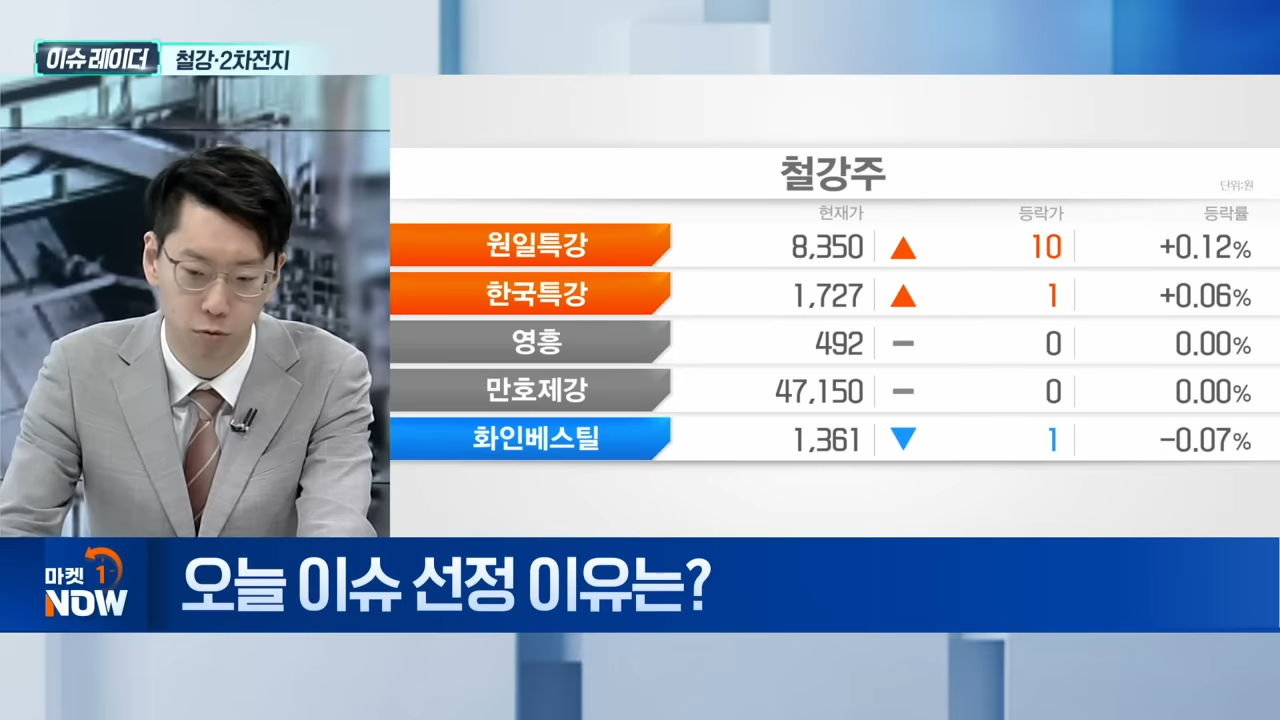 이슈 레이더 철강·2차전지
철강주
단위:원
현재가 등락가 등락률
원일특강 8,350 ▲ 10 +0.12%
한국특강 1,727 ▲ 1 +0.06%
영흥 492 - 0 0.00%
만호제강 47,150 - 0 0.00%
화인베스틸 1,361 ▼ 1 -0.07%
마켓 1
NOW
오늘 이슈 선정 이유는?